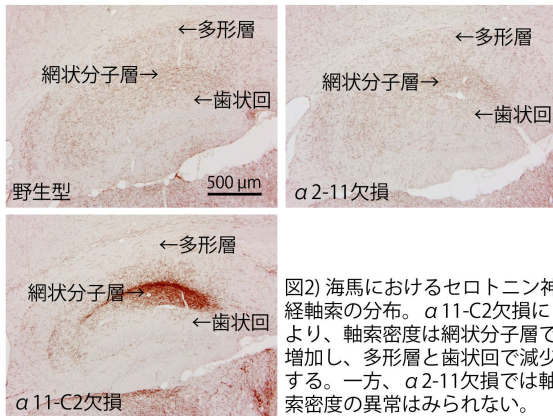 ←多形層
網状分子層→
←歯状回
野生型
500 μm
←多形層
網状分子層→
←歯状回
α2-11欠損
←多形層
網状分子層→
←歯状回
α11-C2欠損
図2) 海馬におけるセロトニン神
経軸索の分布。α11-C2欠損に
より、軸索密度は網状分子層で
増加し、多形層と歯状回で減少
する。一方、α2-11欠損では軸
索密度の異常はみられない。